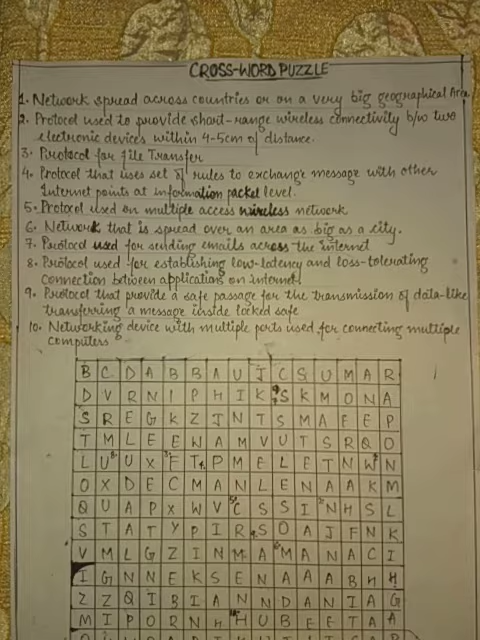 CROSS-WORD PUZZLE
1. Network spread across countries or on a very big geographical Area
2. Protocol used to provide short-range wireless connectivity b/w two
electronic devices within 4-5cm of distance.
3. Protocol for file Transfer
4. Protocol that uses set of rules to exchange message with other
Internet points at information packet level.
5. Protocol used on multiple access wireless network
6. Network that is spread over an area as big as a city.
7. Protocol used for sending emails across the internet
8. Protocol used for establishing low-latency and loss-tolerating
connection between applications on internet.
9. Protocol that provide a safe passage for the transmission of data-like
transferring a message inside locked safe
10. Networking device with multiple ports used for connecting multiple
computers
B C D A B B A U J C S U M A R
D V R N I P H I K S K M O N A
S R E G K Z I N T S M A E E P
T M L E E W A M V U T S R Q O
L U U X F T P M E L E T N W N
O X D E C M A N L E N A A K M
Q U A P X W V C S S I N H S L
S T A T Y P I R S O A J F N K
V M L G Z I N M A M A N A C I
I G N N E K S E N A A A B H H
Z Z Q I B I A N N D A N I A G
M I P O R N H H U B E E T A A